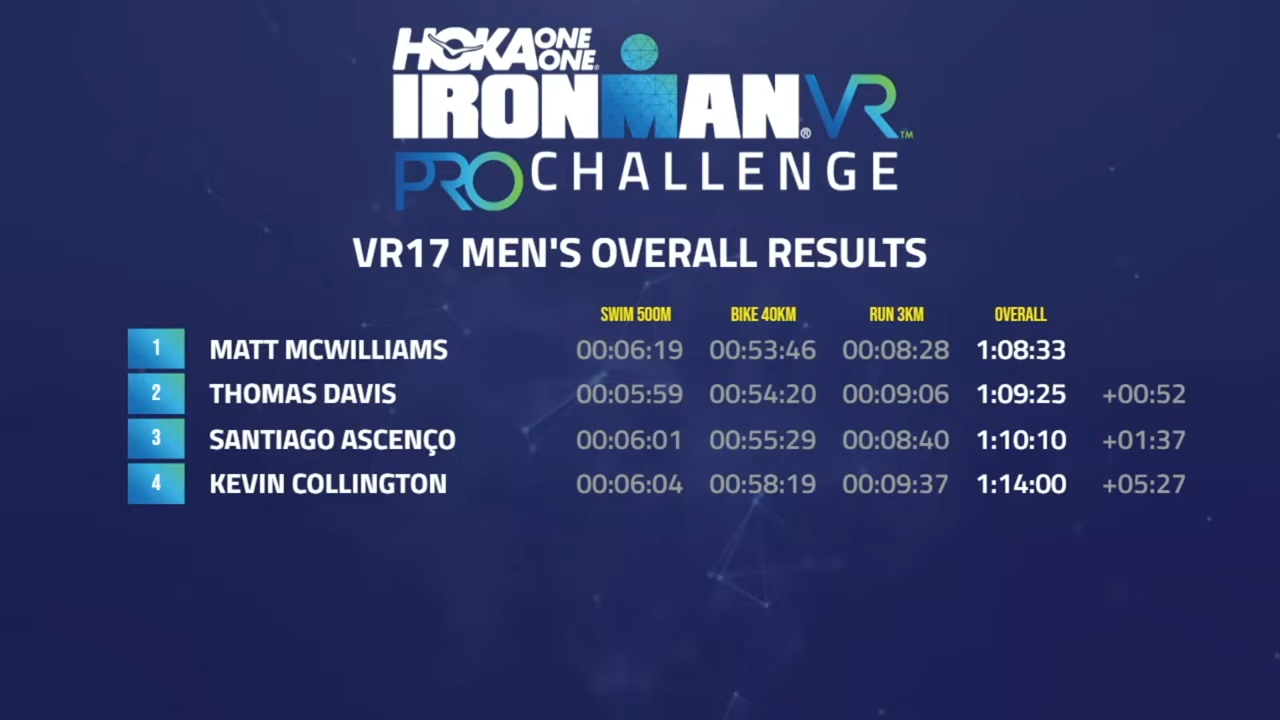 HOKA ONE ONE®
IRONMAN® VR™
PRO CHALLENGE
VR17 MEN'S OVERALL RESULTS
SWIM 500M BIKE 40KM RUN 3KM OVERALL
1 MATT MCWILLIAMS 00:06:19 00:53:46 00:08:28 1:08:33
2 THOMAS DAVIS 00:05:59 00:54:20 00:09:06 1:09:25 +00:52
3 SANTIAGO ASCENÇO 00:06:01 00:55:29 00:08:40 1:10:10 +01:37
4 KEVIN COLLINGTON 00:06:04 00:58:19 00:09:37 1:14:00 +05:27